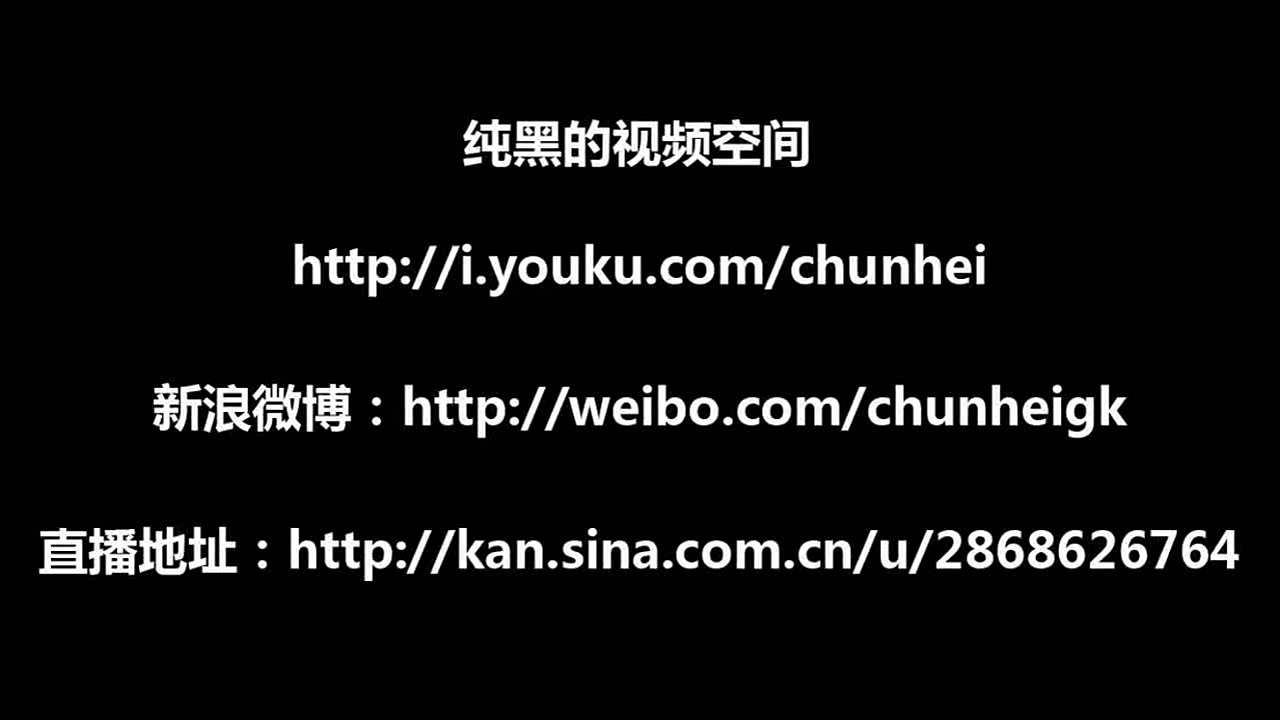 纯黑的视频空间
http://i.youku.com/chunhei
新浪微博：http://weibo.com/chunheigk
直播地址：http://kan.sina.com.cn/u/2868626764